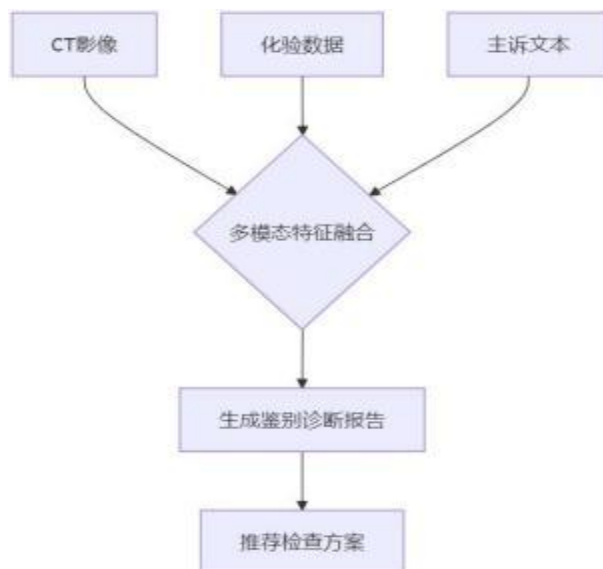 CT影像
化验数据
主诉文本
多模态特征融合
生成鉴别诊断报告
推荐检查方案